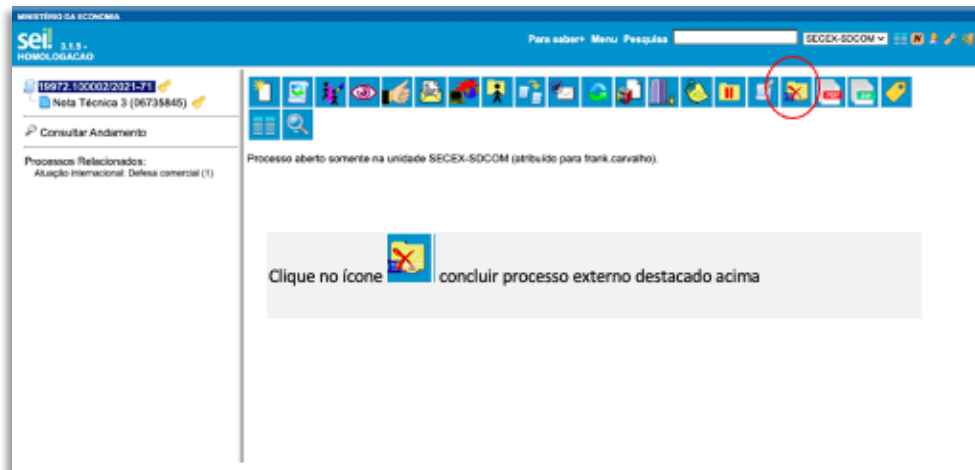 MINISTÉRIO DA ECONOMIA
sei! 3.1.5 -
HOMOLOGACAO
Para saber+ Menu Pesquisa SECEX-SDCOM
19972.100002/2021-71
Nota Técnica 3 (06735845)
Consultar Andamento
Processos Relacionados:
Atuação Internacional: Defesa comercial (1)
Processo aberto somente na unidade SECEX-SDCOM (atribuído para frank.carvalho).
Clique no ícone concluir processo externo destacado acima